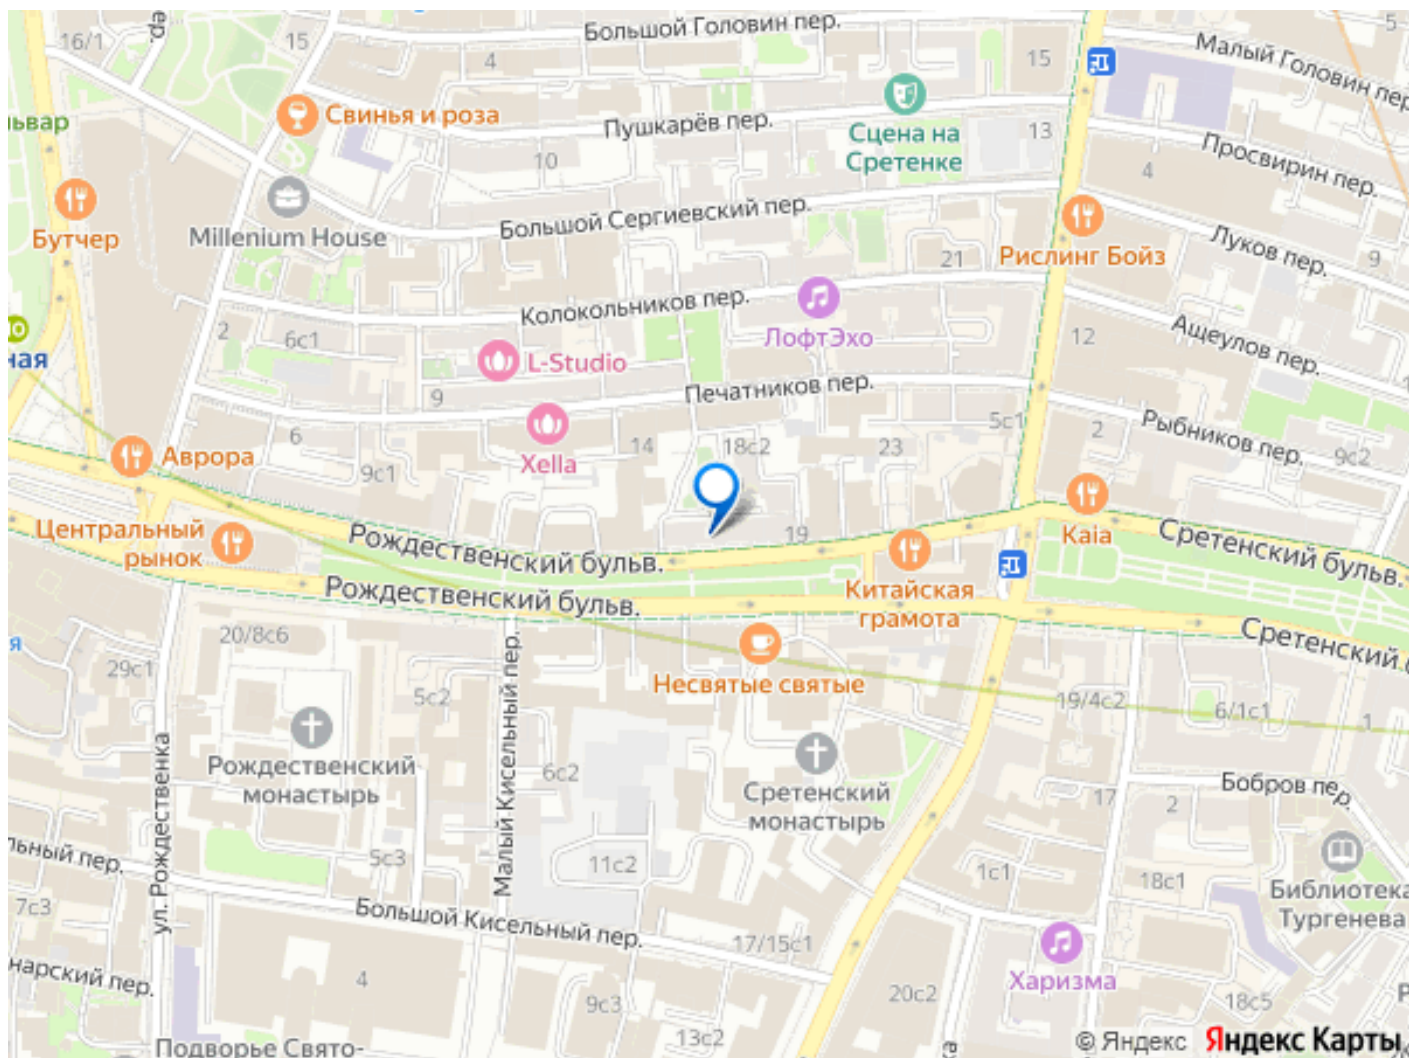 Большой Головин пер.
16/1
ер.
15
4
15
Малый Головин пер.
Свинья и роза
Пушкарёв пер.
Сцена на
Сретенке
13
львар
10
4
Просвирин пер.
Бутчер
Millenium House
Большой Сергиевский пер.
Рислинг Бойз
Луков пер.
9
21
Колокольников пер.
ЛофтЭхо
2
6с1
12
Ащеулов пер.
ная
L-Studio
Печатников пер.
9
5с1
2
Рыбников пер.
9с2
6
Xella
14
18с2
23
Аврора
9с1
Центральный
рынок
Рождественский бульв.
19
Kaia
Сретенский бульв.
Рождественский бульв.
Китайская
грамота
Сретенский б
20/8с6
Малый Кисельный пер.
Несвятые святые
я
29с1
5с2
19/4с2
6/1с1
1
ул. Рождественка
Рождественский
монастырь
6с2
Сретенский
монастырь
Бобров пер.
17
2
льный пер.
5с3
11с2
1с1
18с1
Библиотека
Тургенева
7с3
Большой Кисельный пер.
17/15с1
Харизма
нарский пер.
4
9с3
20с2
18с5
13с2
Подворье Свято-
© Яндекс Яндекс Карты